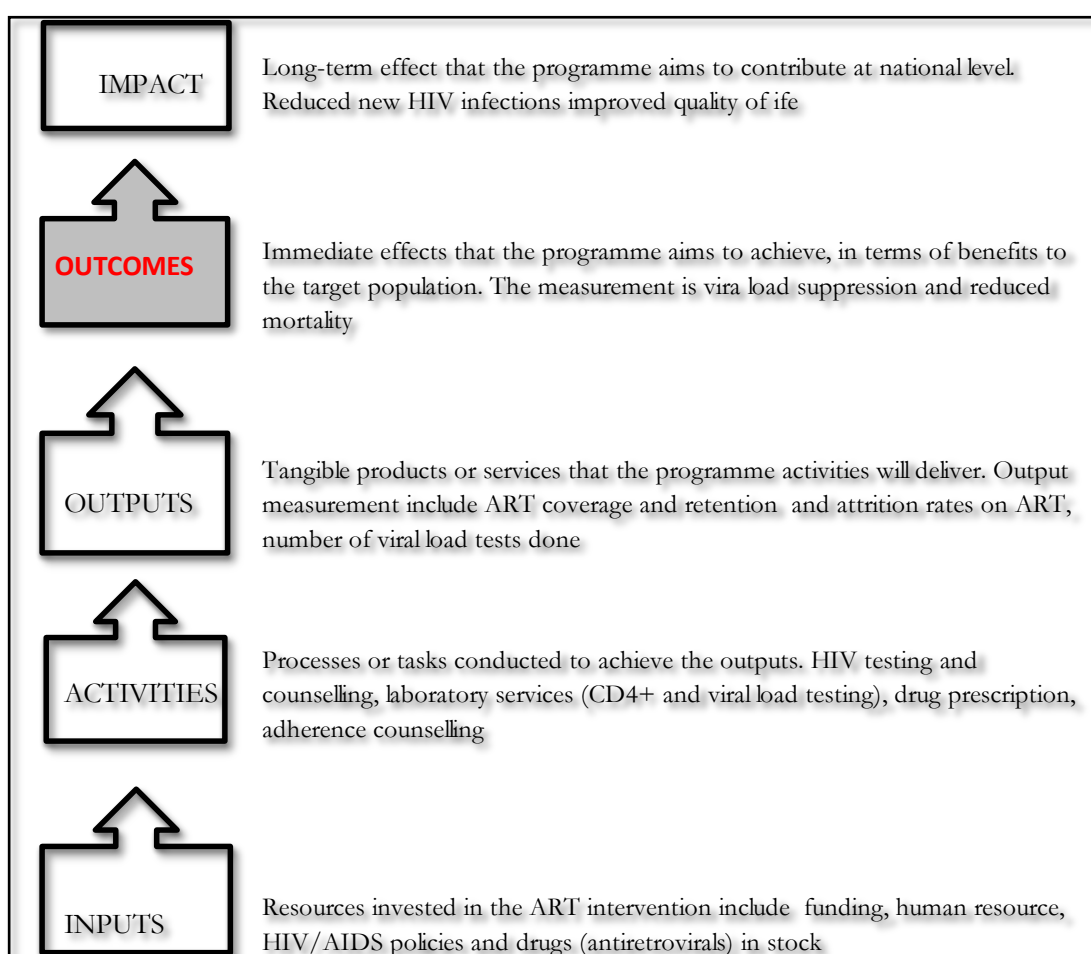 IMPACT
Long-term effect that the programme aims to contribute at national level.
Reduced new HIV infections improved quality of ife
OUTCOMES
Immediate effects that the programme aims to achieve, in terms of benefits to
the target population. The measurement is vira load suppression and reduced
mortality
OUTPUTS
Tangible products or services that the programme activities will deliver. Output
measurement include ART coverage and retention and attrition rates on ART,
number of viral load tests done
ACTIVITIES
Processes or tasks conducted to achieve the outputs. HIV testing and
counselling, laboratory services (CD4+ and viral load testing), drug prescription,
adherence counselling
INPUTS
Resources invested in the ART intervention include funding, human resource,
HIV/AIDS policies and drugs (antiretrovirals) in stock